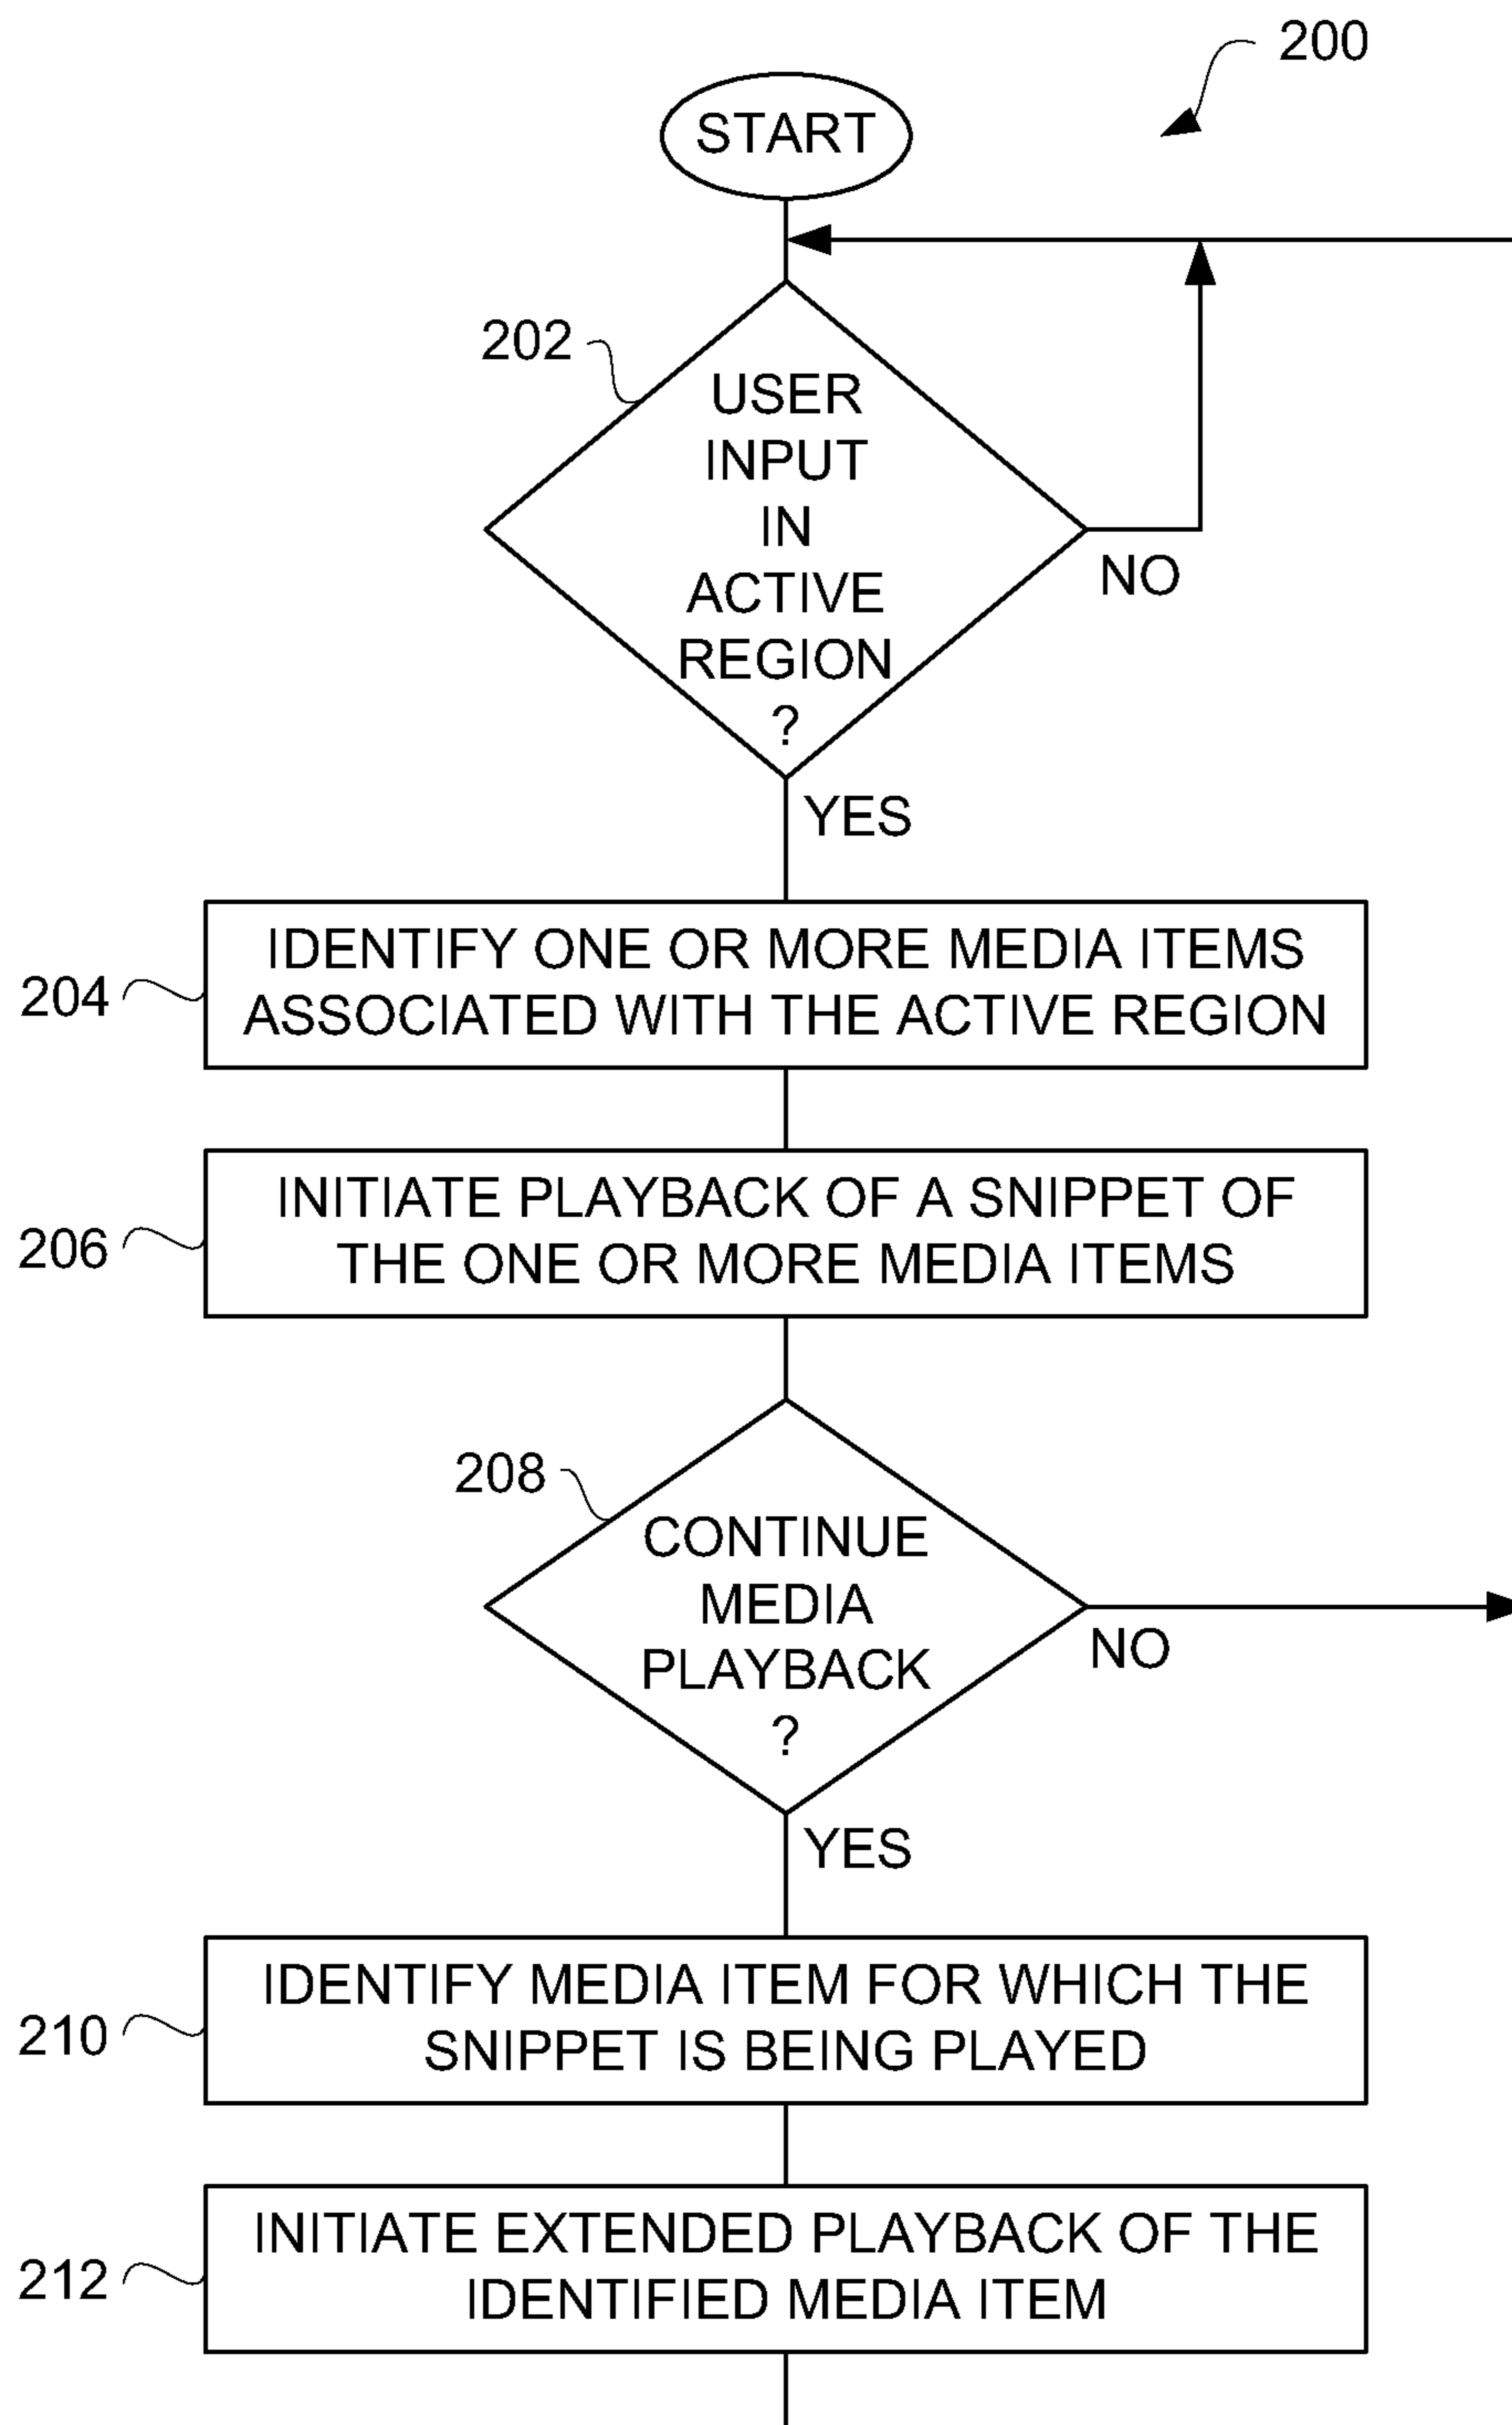 200
START
202
USER
INPUT
IN
ACTIVE
REGION
?
NO
YES
204
IDENTIFY ONE OR MORE MEDIA ITEMS
ASSOCIATED WITH THE ACTIVE REGION
206
INITIATE PLAYBACK OF A SNIPPET OF
THE ONE OR MORE MEDIA ITEMS
208
CONTINUE
MEDIA
PLAYBACK
?
NO
YES
210
IDENTIFY MEDIA ITEM FOR WHICH THE
SNIPPET IS BEING PLAYED
212
INITIATE EXTENDED PLAYBACK OF THE
IDENTIFIED MEDIA ITEM